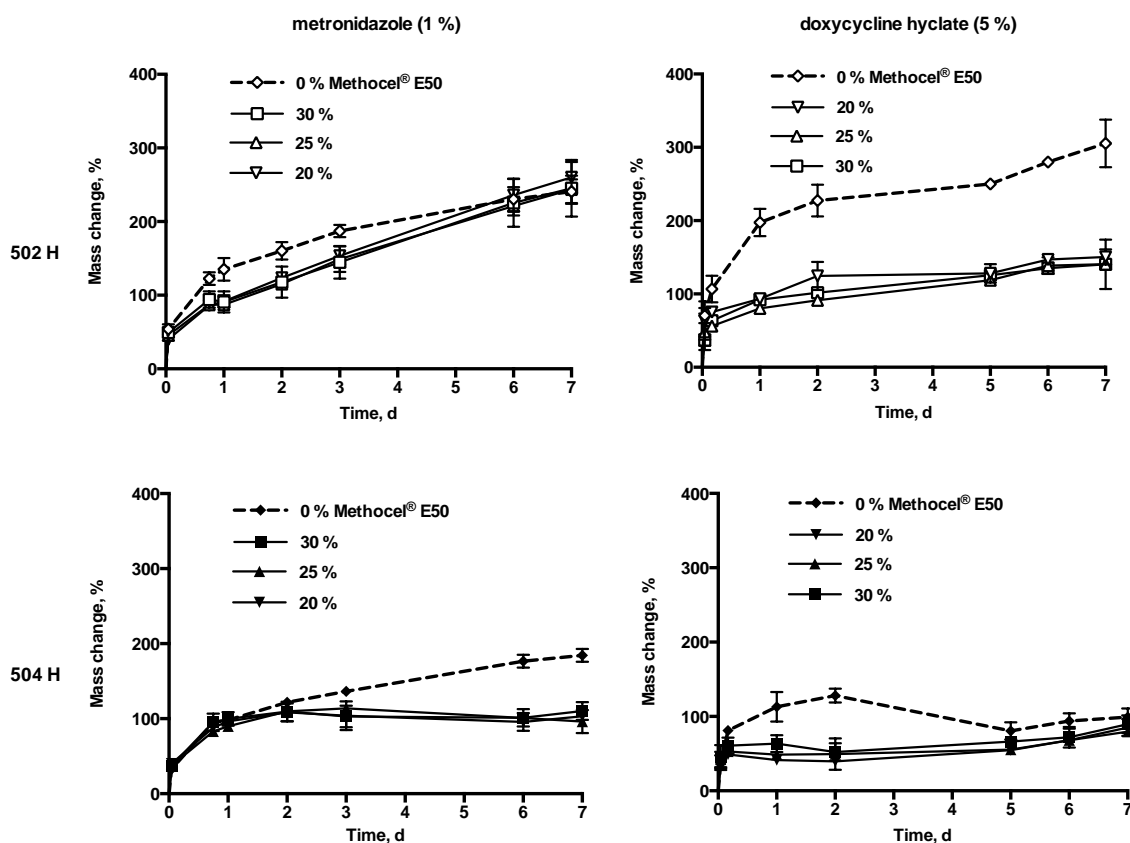 metronidazole (1 %)
doxycycline hyclate (5 %)
502 H
Mass change, %
400
300
200
100
0
0 % Methocel® E50
30 %
25 %
20 %
0 1 2 3 4 5 6 7
Time, d
Mass change, %
400
300
200
100
0
0 % Methocel® E50
20 %
25 %
30 %
0 1 2 3 4 5 6 7
Time, d
504 H
Mass change, %
400
300
200
100
0
0 % Methocel® E50
30 %
25 %
20 %
0 1 2 3 4 5 6 7
Time, d
Mass change, %
400
300
200
100
0
0 % Methocel® E50
20 %
25 %
30 %
0 1 2 3 4 5 6 7
Time, d